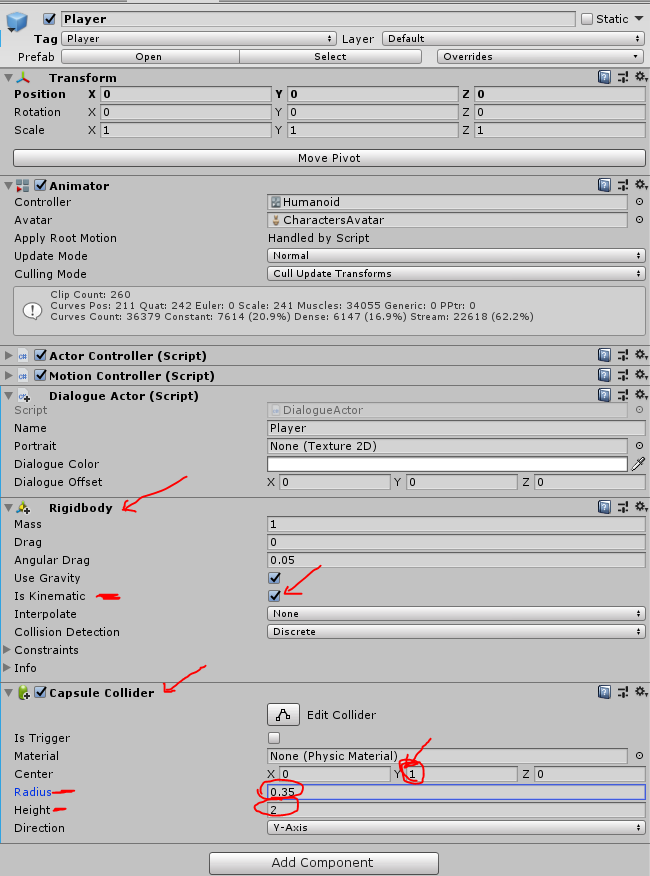 Player Static
Tag Player Layer Default
Prefab Open Select Overrides
Transform
Position X 0 Y 0 Z 0
Rotation X 0 Y 0 Z 0
Scale X 1 Y 1 Z 1
Move Pivot
Animator
Controller Humanoid
Avatar CharactersAvatar
Apply Root Motion Handled by Script
Update Mode Normal
Culling Mode Cull Update Transforms
Clip Count: 260
Curves Pos: 211 Quat: 242 Euler: 0 Scale: 241 Muscles: 34055 Generic: 0 PPtr: 0
Curves Count: 36379 Constant: 7614 (20.9%) Dense: 6147 (16.9%) Stream: 22618 (62.2%)
Actor Controller (Script)
Motion Controller (Script)
Dialogue Actor (Script)
Script DialogueActor
Name Player
Portrait None (Texture 2D)
Dialogue Color
Dialogue Offset X 0 Y 0 Z 0
Rigidbody
Mass 1
Drag 0
Angular Drag 0.05
Use Gravity
Is Kinematic
Interpolate None
Collision Detection Discrete
Constraints
Info
Capsule Collider
Edit Collider
Is Trigger
Material None (Physic Material)
Center X 0 Y 1 Z 0
Radius 0.35
Height 2
Direction Y-Axis
Add Component